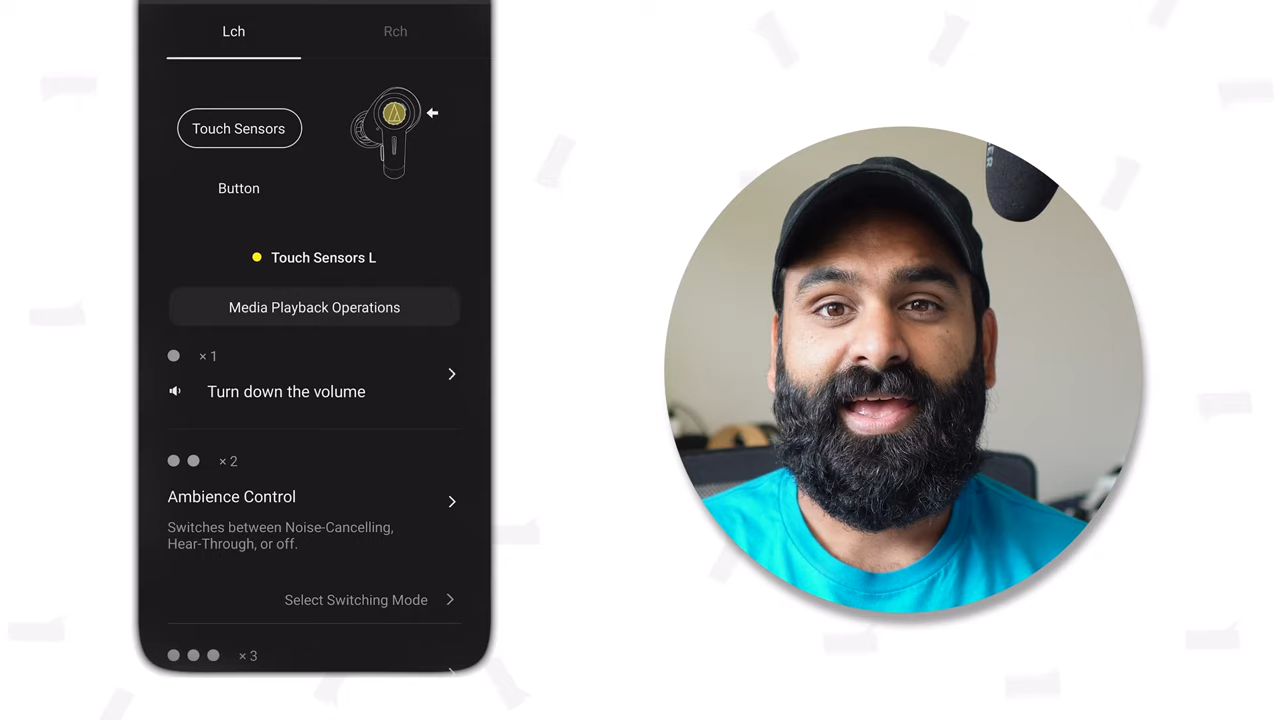 Lch
Rch
Touch Sensors
Button
Touch Sensors L
Media Playback Operations
× 1
Turn down the volume
× 2
Ambience Control
Switches between Noise-Cancelling,
Hear-Through, or off.
Select Switching Mode
× 3